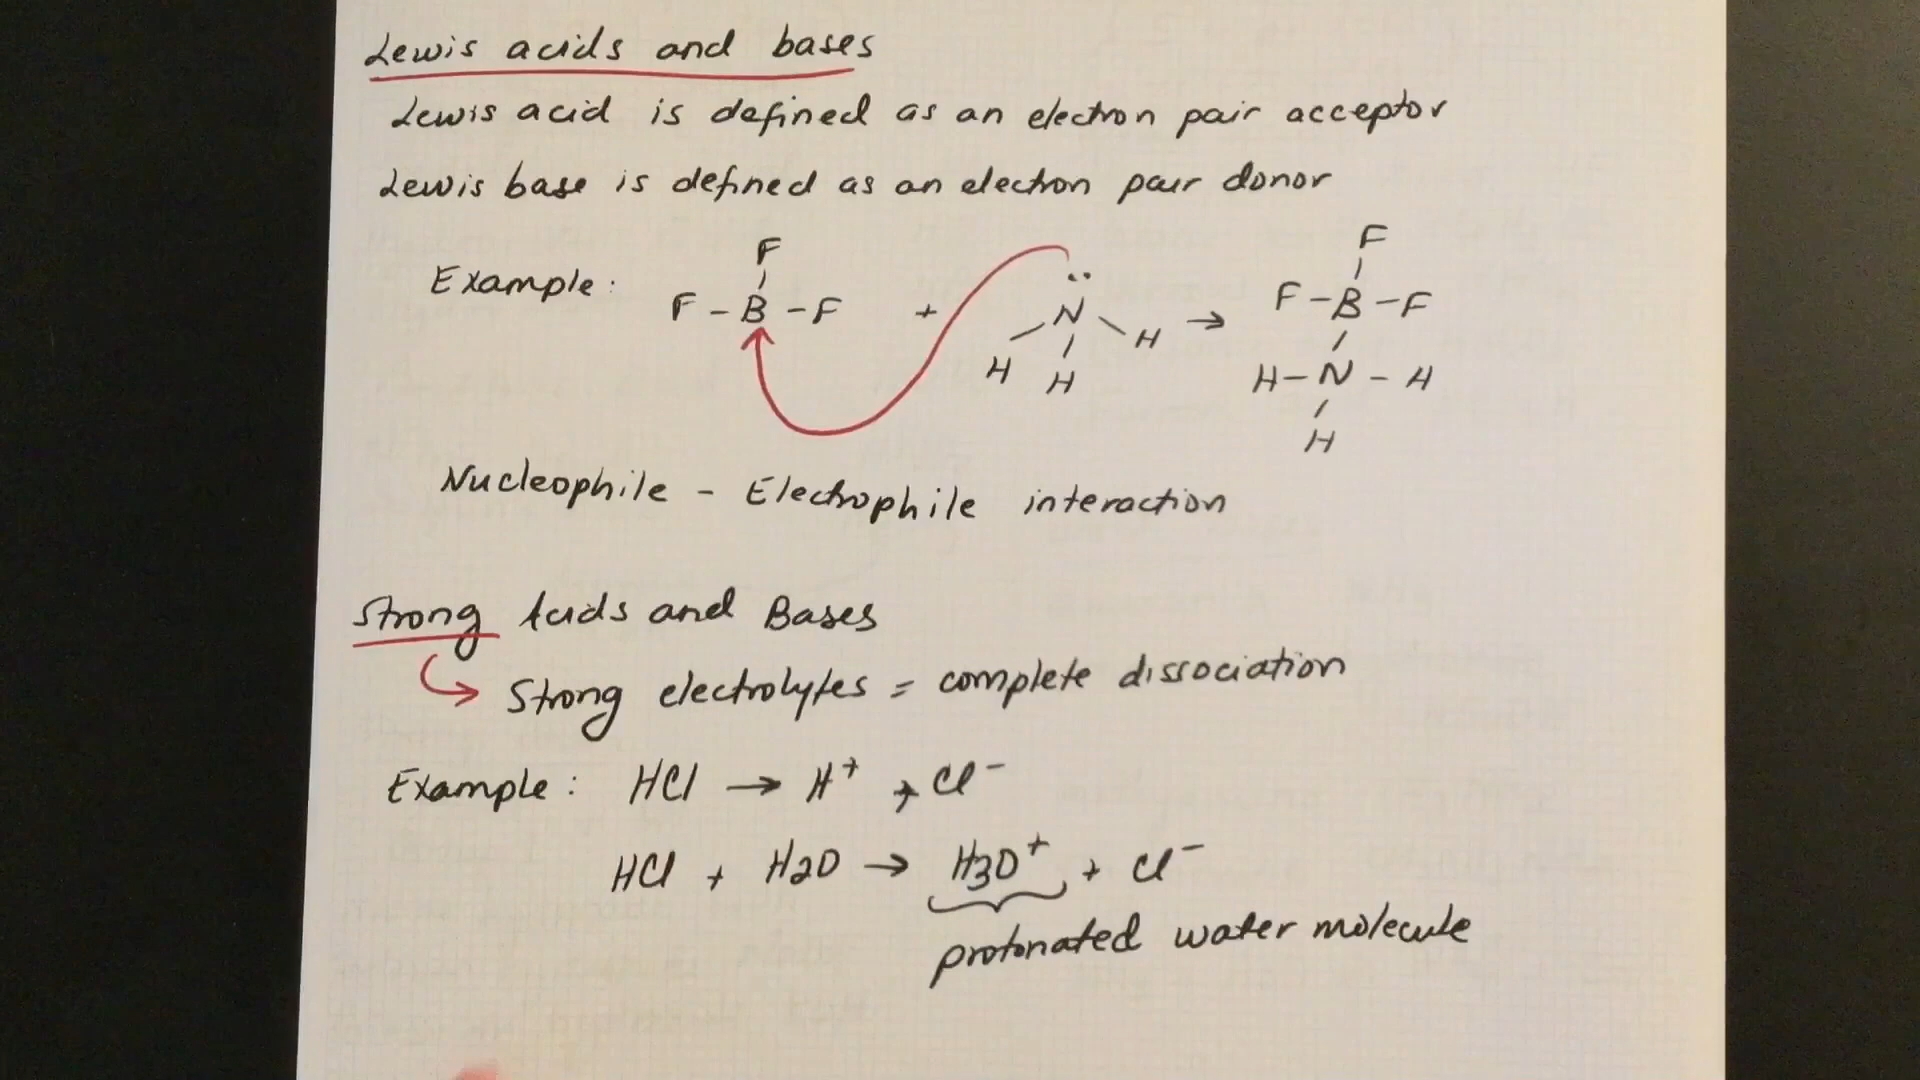 Lewis acids and bases
Lewis acid is defined as an electron pair acceptor
Lewis base is defined as an electron pair donor
Example:
F
F - B - F + N → F - B - F
H H H
F
H - N - H
H
Nucleophile - Electrophile interaction
Strong Acids and Bases
Strong electrolytes = complete dissociation
Example: HCl → H+ + Cl-
HCl + H2O → H3O+ + Cl-
protonated water molecule